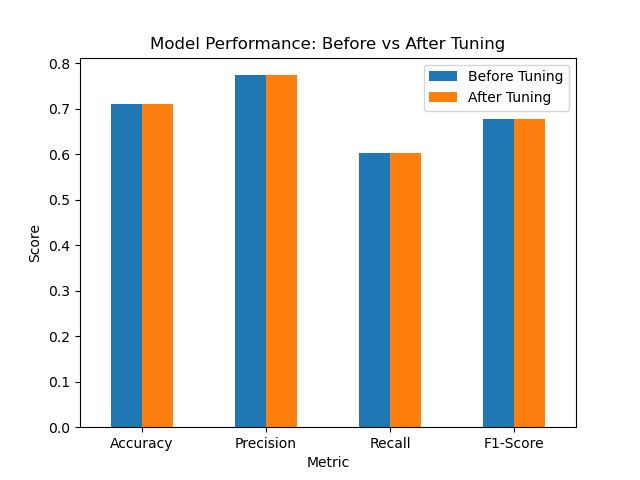 Model Performance: Before vs After Tuning
Before Tuning
After Tuning
Score
0.8
0.7
0.6
0.5
0.4
0.3
0.2
0.1
0.0
Accuracy Precision Recall F1-Score
Metric